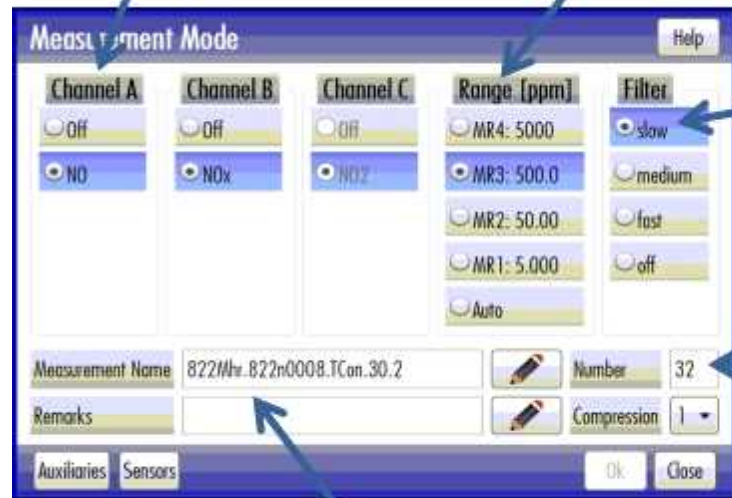 Measurement Mode
Help
Channel A Channel B Channel C Range [ppm] Filter
Off Off Off MR4: 5000 slow
NO NOx NO2 MR3: 500.0 medium
MR2: 50.00 fast
MR1: 5.000 off
Auto
Measurement Name 822Mhr.822n0008.TCon.30.2 Number 32
Remarks Compression 1
Auxiliaries Sensors Ok Close